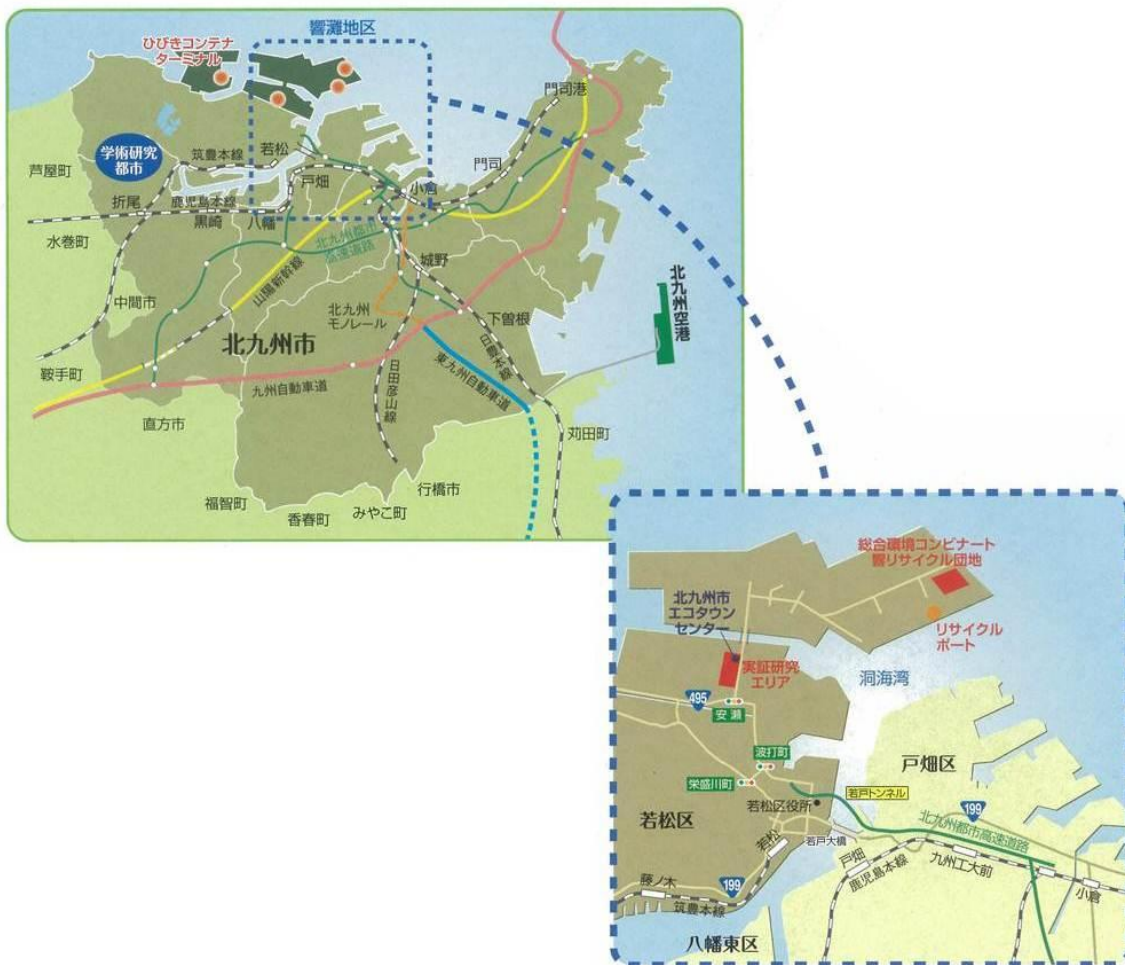 響灘地区
ひびきコンテナ
ターミナル
門司港
学術研究
都市
芦屋町
筑豊本線
若松
戸畑
門司
小倉
折尾
鹿児島本線
黒崎
八幡
水巻町
北九州都市
高速道路
城野
山陽新幹線
中間市
北九州
モノレール
下曽根
北九州空港
北九州市
日豊本線
鞍手町
九州自動車道
日田彦山線
東九州自動車道
直方市
苅田町
行橋市
福智町
香春町
みやこ町
総合環境コンビナート
響リサイクル団地
北九州市
エコタウン
センター
リサイクル
ポート
実証研究
エリア
洞海湾
495
安瀬
波打町
戸畑区
栄盛川町
若戸トンネル
若松区役所
199
北九州都市高速道路
若松区
若戸大橋
若松
戸畑
鹿児島本線
九州工大前
小倉
藤ノ木
199
筑豊本線
八幡東区